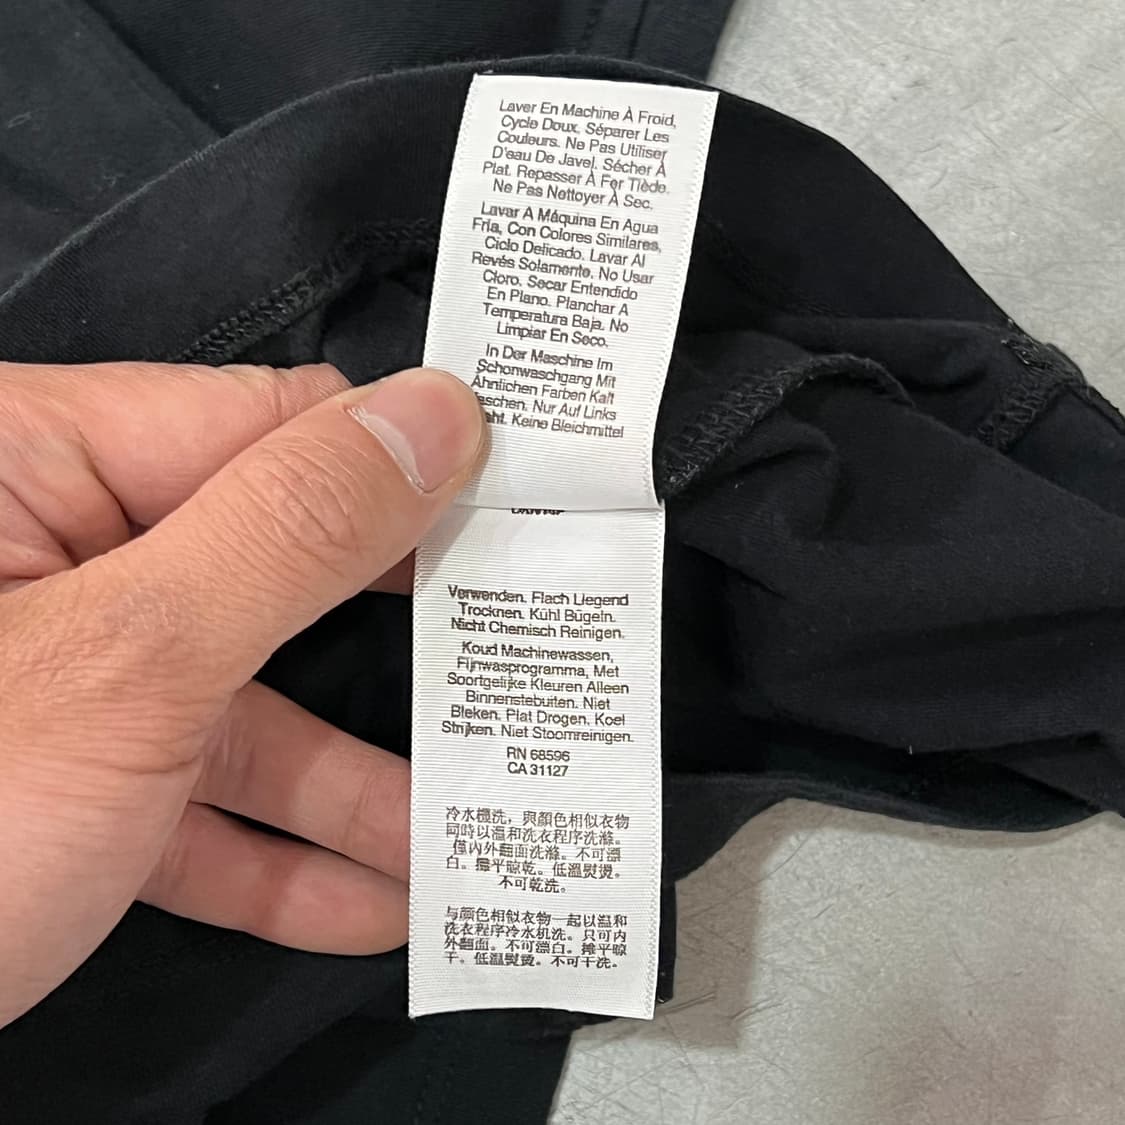 Laver En Machine À Froid,
Cycle Doux. Séparer Les
Couleurs. Ne Pas Utiliser
D'eau De Javel. Sécher À
Plat. Repasser À Fer Tiède.
Ne Pas Nettoyer À Sec.
Lavar A Máquina En Agua
Fría, Con Colores Similares,
Ciclo Delicado. Lavar Al
Revés Solamente. No Usar
Cloro. Secar Entendido
En Plano. Planchar A
Temperatura Baja. No
Limpiar En Seco.
In Der Maschine Im
Schonwaschgang Mit
Ähnlichen Farben Kalt
Nur Auf Links
Keine Bleichmittel
Verwenden. Flach Liegend
Trocknen. Kühl Bügeln.
Nicht Chemisch Reinigen.
Koud Machinewassen,
Fijnwasprogramma, Met
Soortgelijke Kleuren Alleen
Binnenstebuiten. Niet
Bleken. Plat Drogen. Koel
Strijken. Niet Stoomreinigen.
RN 68596
CA 31127
冷水機洗，與顏色相似衣物
同時以溫和洗衣程序洗滌。
僅內外翻面洗滌。不可漂
白。攤平晾乾。低溫熨燙。
不可乾洗。
与颜色相似衣物一起以温和
洗衣程序冷水机洗。只可内
外翻面。不可漂白。摊平晾
干。低温熨烫。不可干洗。